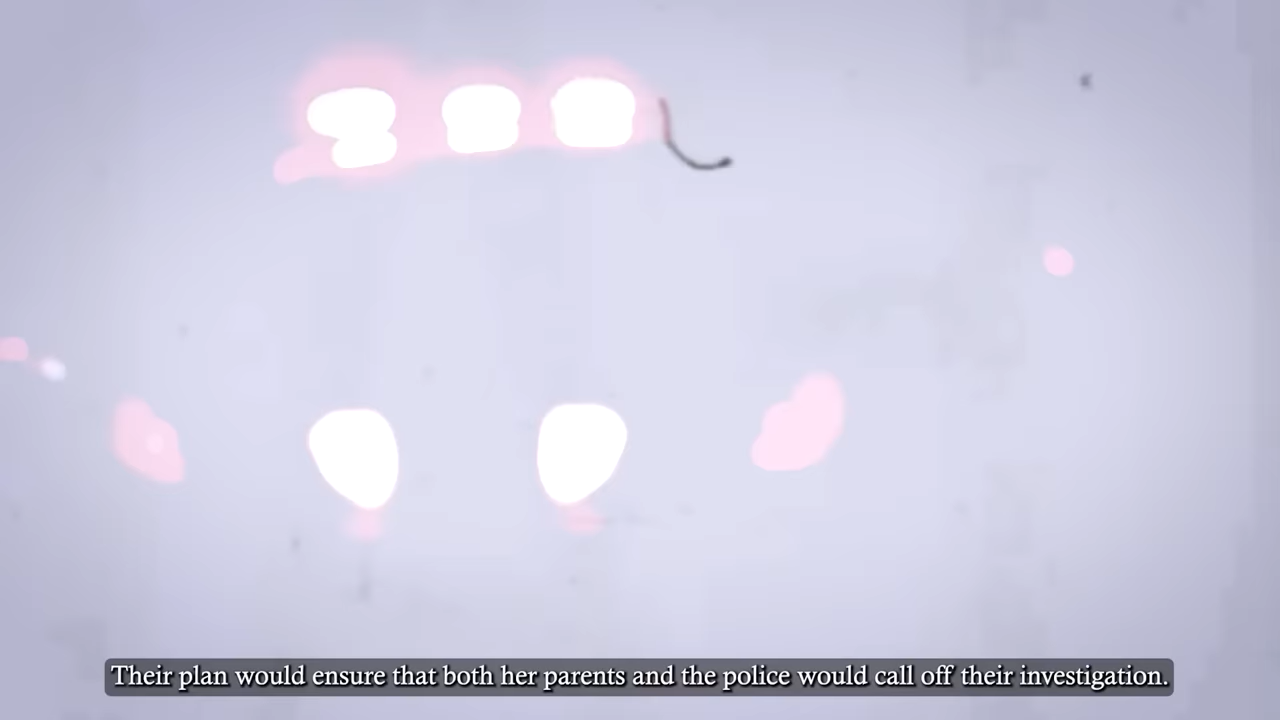 Their plan would ensure that both her parents and the police would call off their investigation.